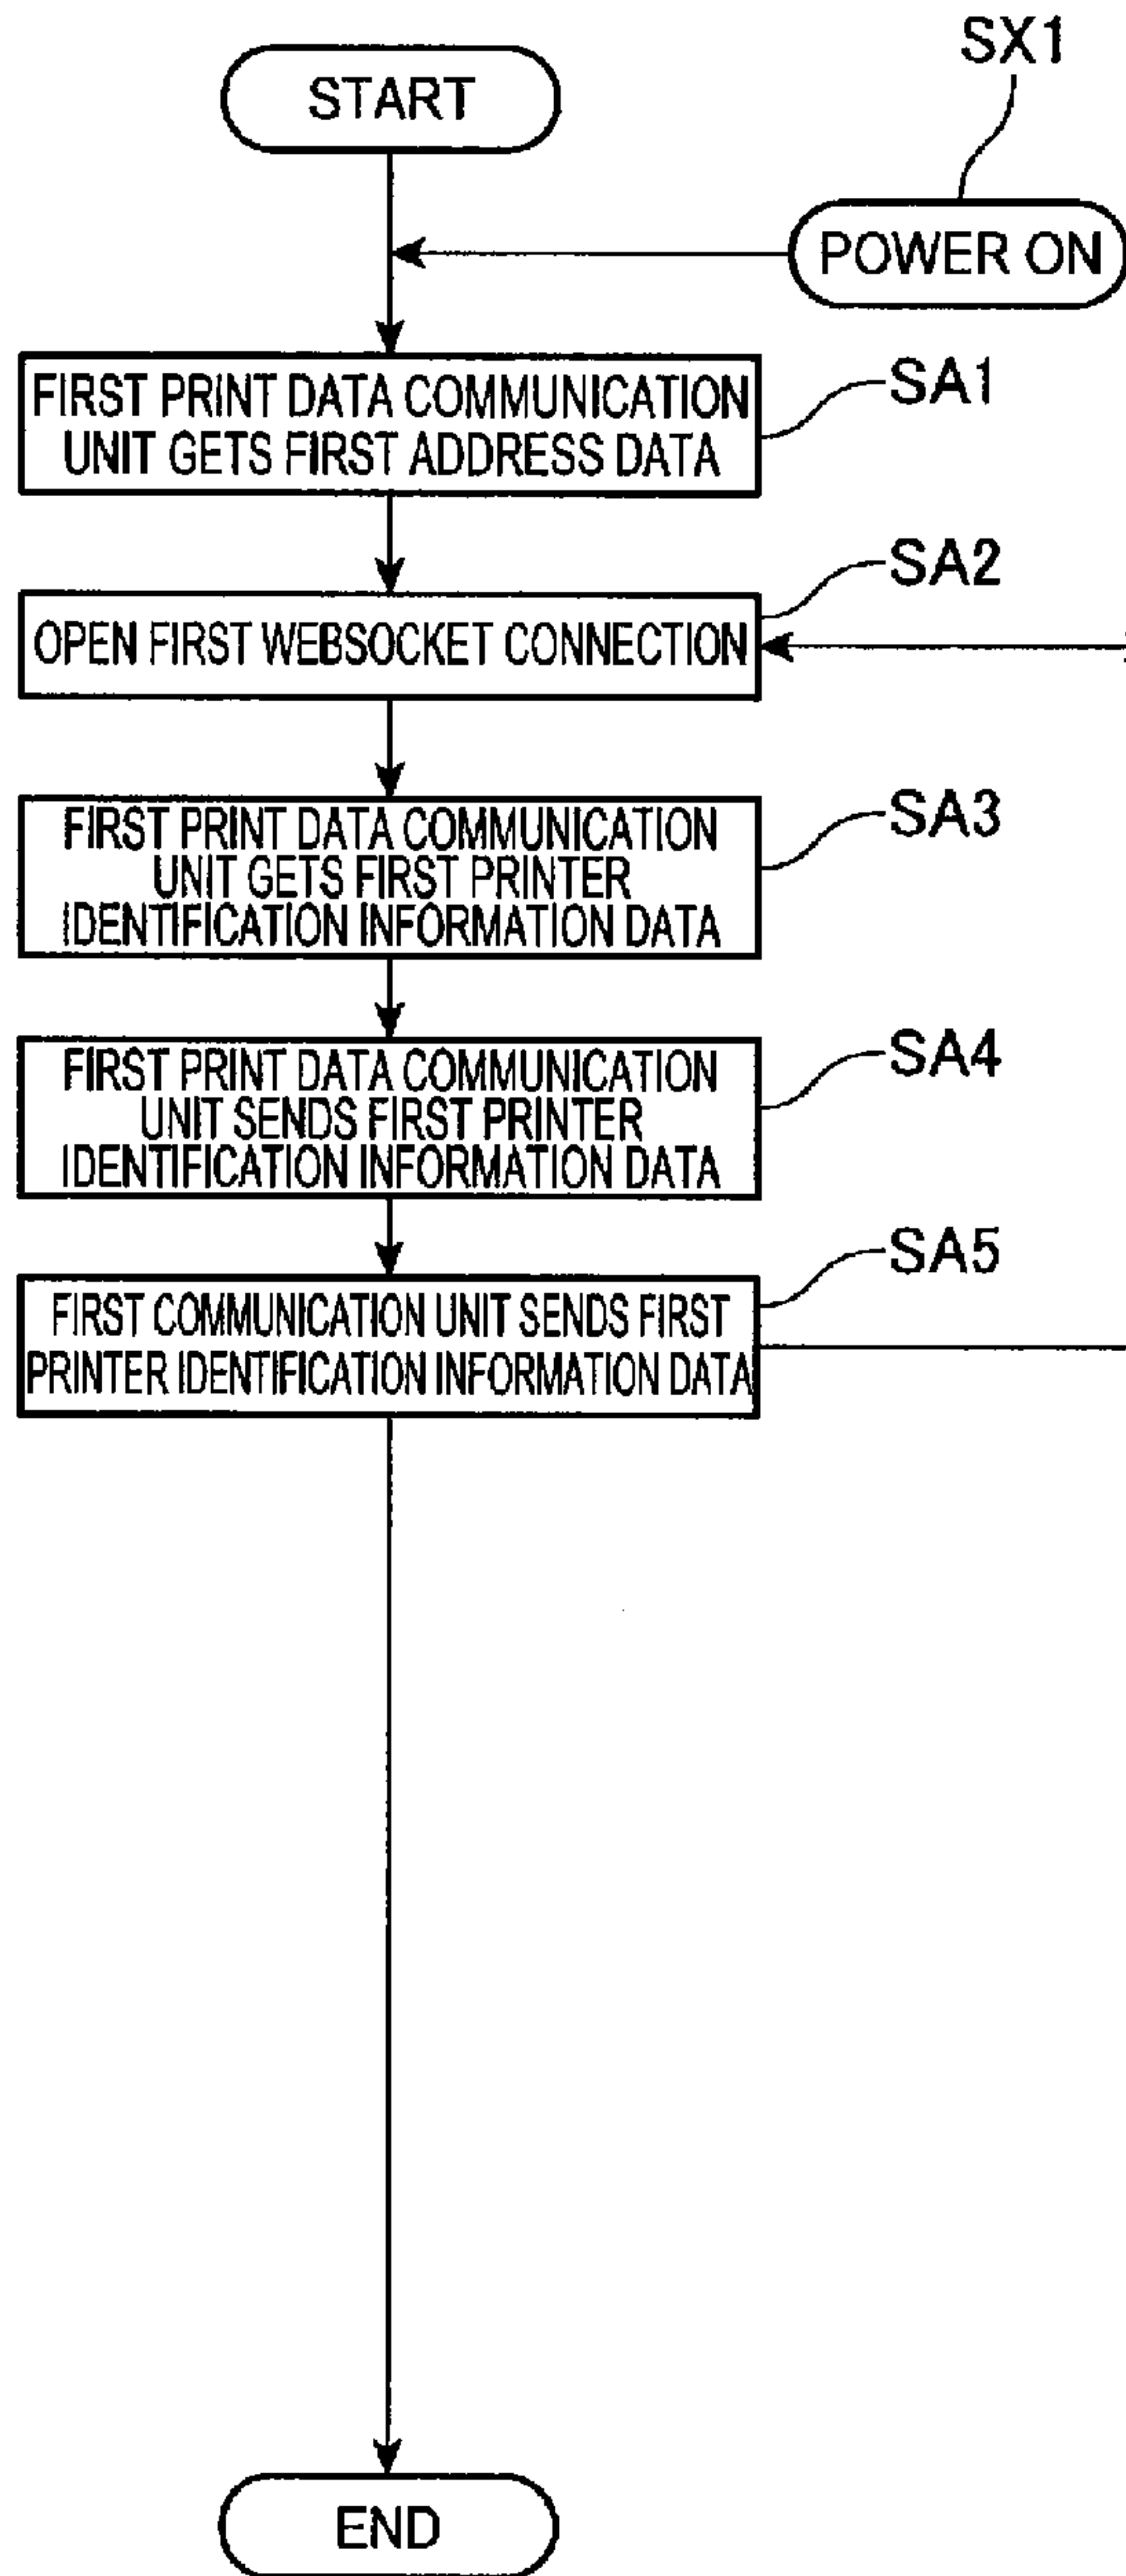 SX1
START
POWER ON
SA1
FIRST PRINT DATA COMMUNICATION
UNIT GETS FIRST ADDRESS DATA
SA2
OPEN FIRST WEBSOCKET CONNECTION
SA3
FIRST PRINT DATA COMMUNICATION
UNIT GETS FIRST PRINTER
IDENTIFICATION INFORMATION DATA
SA4
FIRST PRINT DATA COMMUNICATION
UNIT SENDS FIRST PRINTER
IDENTIFICATION INFORMATION DATA
SA5
FIRST COMMUNICATION UNIT SENDS FIRST
PRINTER IDENTIFICATION INFORMATION DATA
END